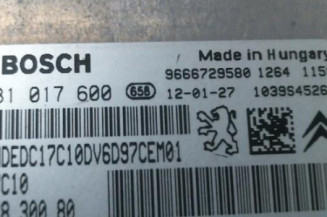 BOSCH
Made in Hungary
9666729580 1264 115
81 017 600 658 12-01-27 1039S4526
DEDC17C10DV6D97CEM01
C10
8 300 80